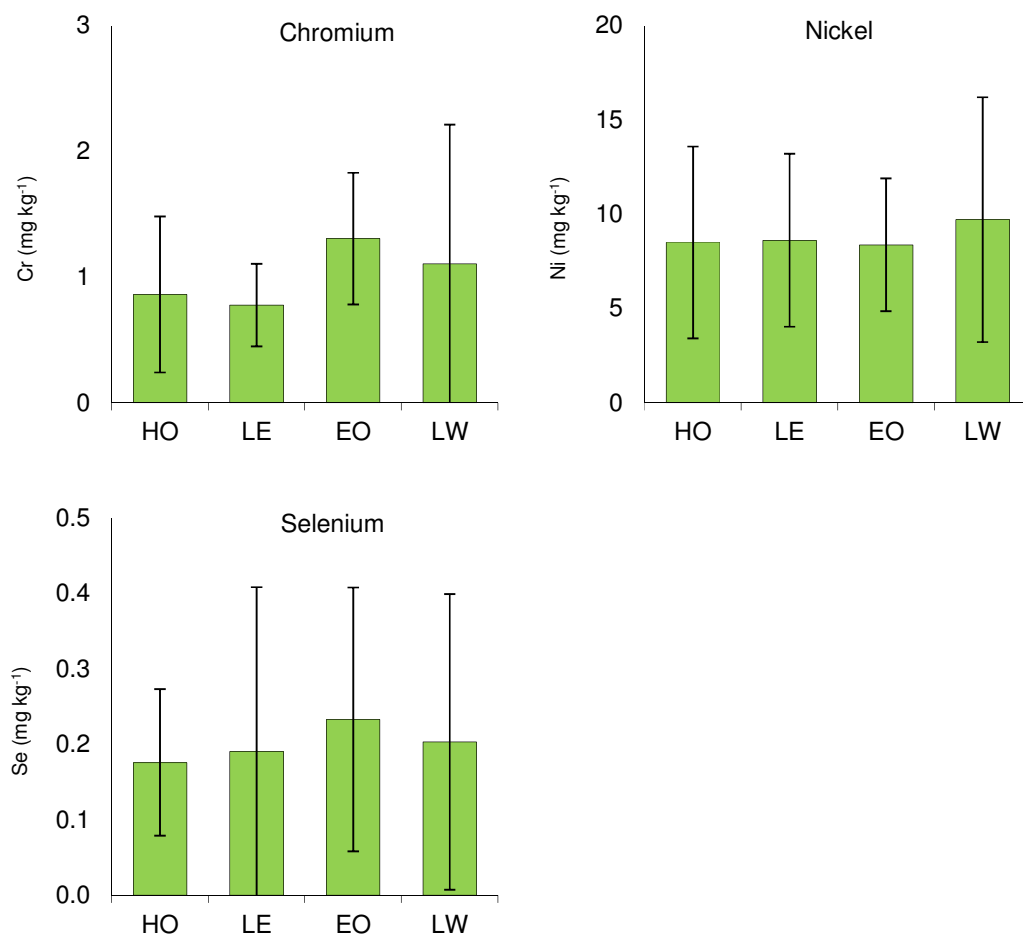 Chromium
3
2
1
0
Cr (mg kg⁻¹)
HO LE EO LW
Nickel
20
15
10
5
0
Ni (mg kg⁻¹)
HO LE EO LW
Selenium
0.5
0.4
0.3
0.2
0.1
0.0
Se (mg kg⁻¹)
HO LE EO LW